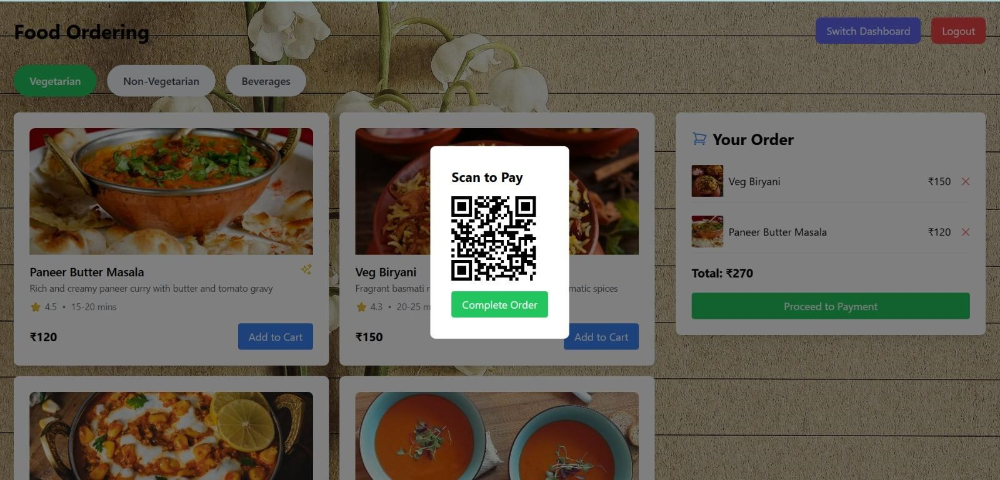 Food Ordering
Switch Dashboard
Logout
Vegetarian
Non-Vegetarian
Beverages
Paneer Butter Masala
Rich and creamy paneer curry with butter and tomato gravy
4.5 • 15-20 mins
₹120
Add to Cart
Veg Biryani
Fragrant basmati
4.3 • 20-25
spices
₹150
Add to Cart
Scan to Pay
Complete Order
Your Order
Veg Biryani
₹150
Paneer Butter Masala
₹120
Total: ₹270
Proceed to Payment